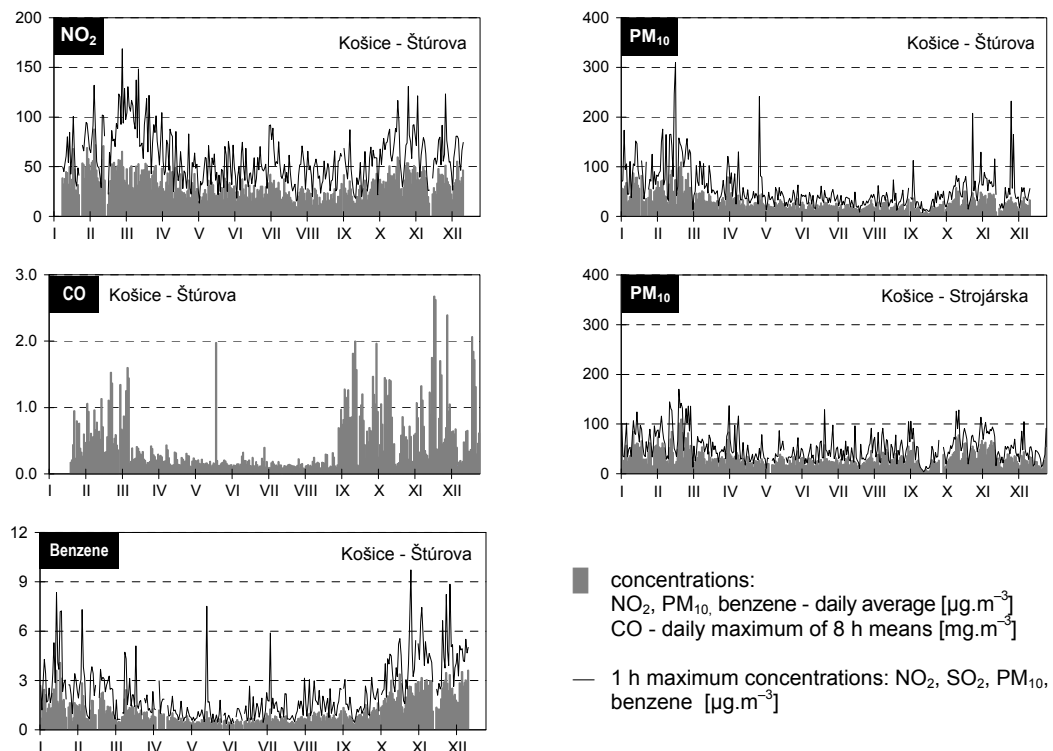 NO₂
Košice - Štúrova
200
150
100
50
0
I II III IV V VI VII VIII IX X XI XII
PM₁₀
Košice - Štúrova
400
300
200
100
0
I II III IV V VI VII VIII IX X XI XII
CO
Košice - Štúrova
3.0
2.0
1.0
0.0
I II III IV V VI VII VIII IX X XI XII
PM₁₀
Košice - Strojárska
400
300
200
100
0
I II III IV V VI VII VIII IX X XI XII
Benzene
Košice - Štúrova
12
9
6
3
0
I II III IV V VI VII VIII IX X XI XII
concentrations:
NO₂, PM₁₀, benzene - daily average [µg.m⁻³]
CO - daily maximum of 8 h means [mg.m⁻³]
1 h maximum concentrations: NO₂, SO₂, PM₁₀,
benzene [µg.m⁻³]